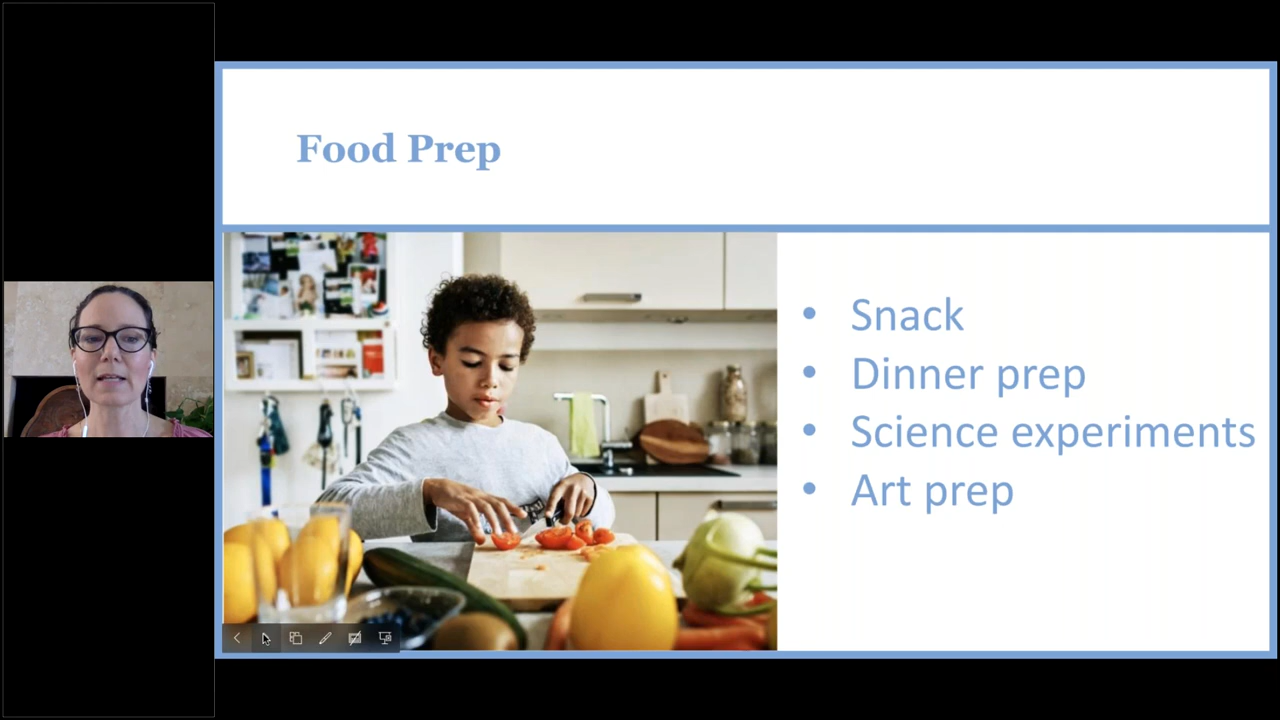 Food Prep
• Snack
• Dinner prep
• Science experiments
• Art prep